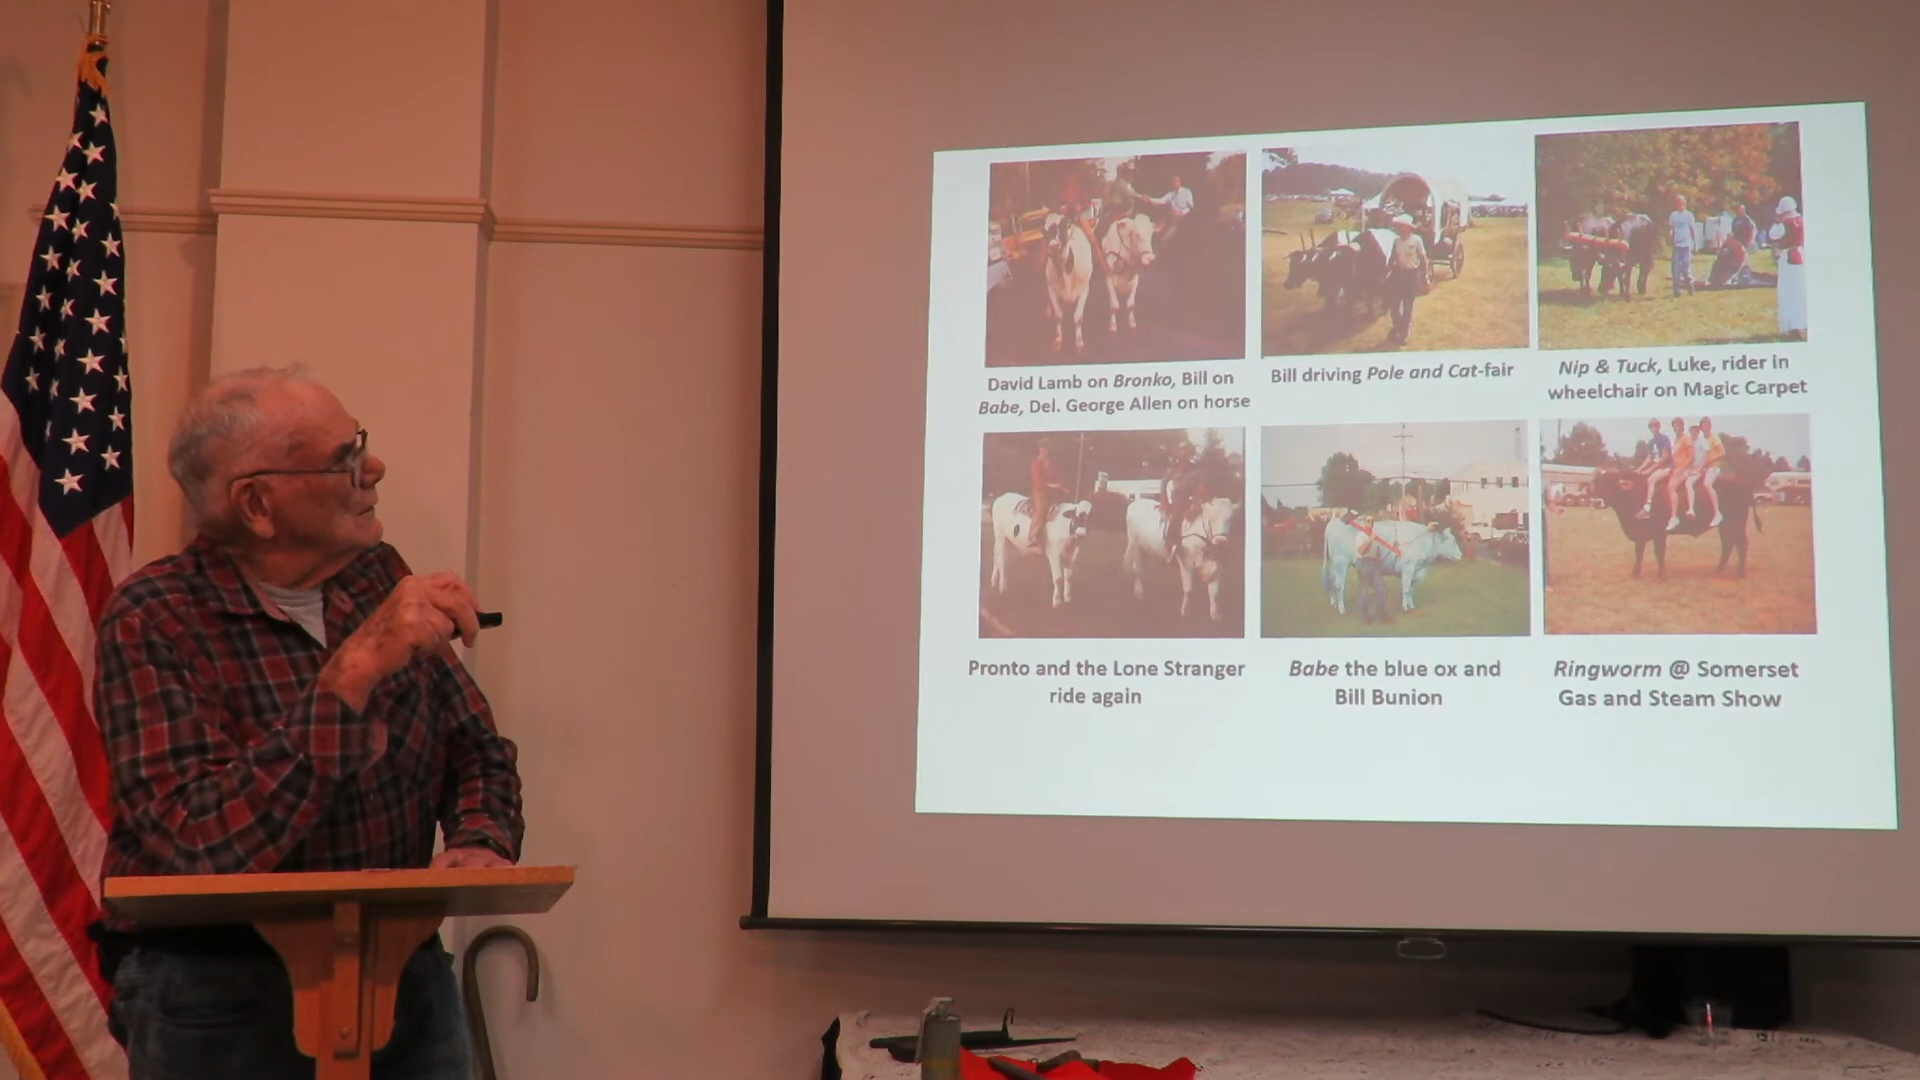 David Lamb on Bronko, Bill on
Babe, Del. George Allen on horse
Bill driving Pole and Cat-fair
Nip & Tuck, Luke, rider in
wheelchair on Magic Carpet
Pronto and the Lone Stranger
ride again
Babe the blue ox and
Bill Bunion
Ringworm @ Somerset
Gas and Steam Show